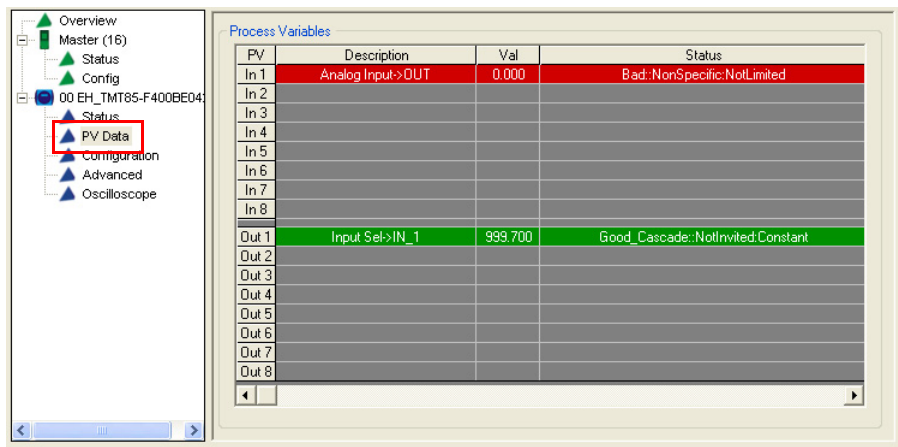 Overview
Master (16)
Status
Config
00 EH_TMT85-F400BE04
Status
PV Data
Configuration
Advanced
Oscilloscope
Process Variables
PV Description Val Status
In 1 Analog Input->OUT 0.000 Bad::NonSpecific:NotLimited
In 2
In 3
In 4
In 5
In 6
In 7
In 8
Out 1 Input Sel->IN_1 999.700 Good_Cascade::NotInvited:Constant
Out 2
Out 3
Out 4
Out 5
Out 6
Out 7
Out 8